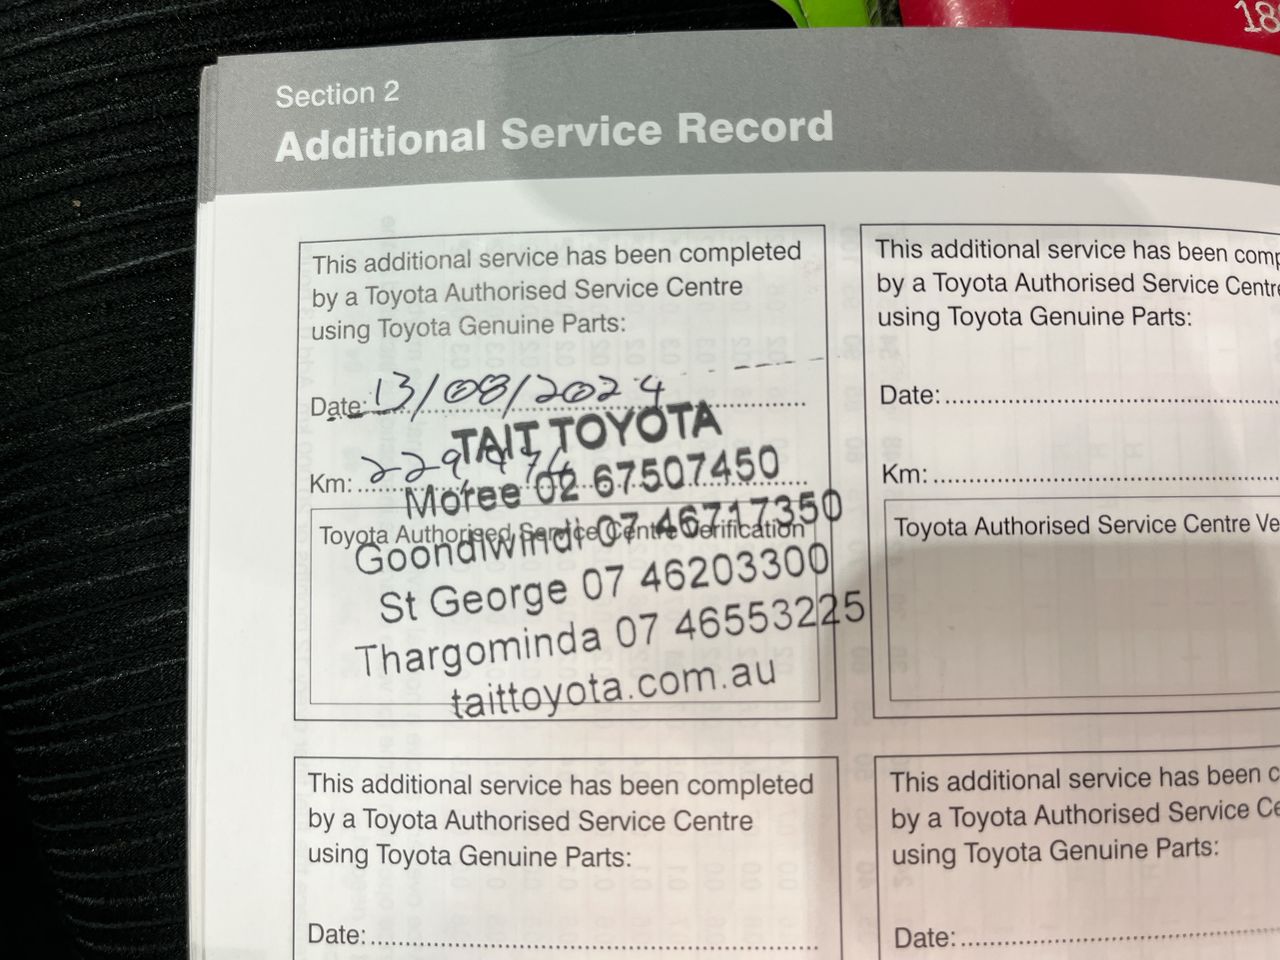 18
Section 2
Additional Service Record
This additional service has been completed
by a Toyota Authorised Service Centre
using Toyota Genuine Parts:
Date: 13/08/2024
Km:
TAIT TOYOTA
Moree 02 67507450
Toyota Authorised Service Centre Verification
Goondiwindi 07 46717350
St George 07 46203300
Thargominda 07 46553225
taittoyota.com.au
This additional service has been comp
by a Toyota Authorised Service Centre
using Toyota Genuine Parts:
Date:
Km:
Toyota Authorised Service Centre Ve
This additional service has been completed
by a Toyota Authorised Service Centre
using Toyota Genuine Parts:
Date:
This additional service has been c
by a Toyota Authorised Service Ce
using Toyota Genuine Parts:
Date: